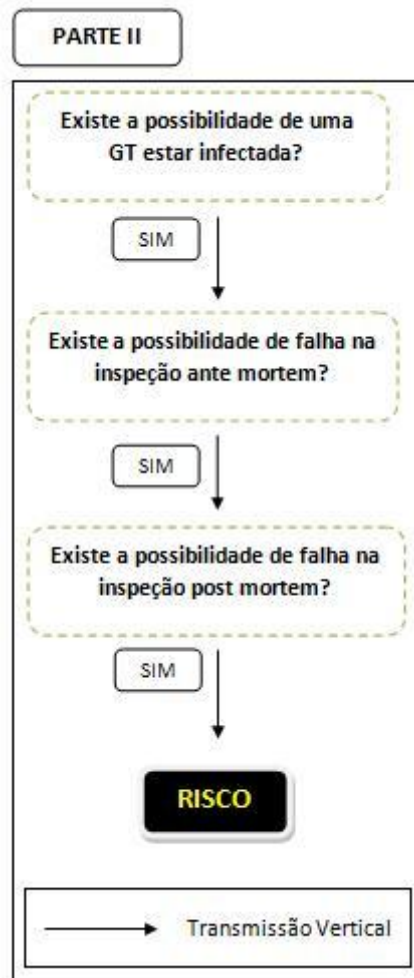 PARTE II
Existe a possibilidade de uma
GT estar infectada?
SIM
Existe a possibilidade de falha na
inspeção ante mortem?
SIM
Existe a possibilidade de falha na
inspeção post mortem?
SIM
RISCO
Transmissão Vertical